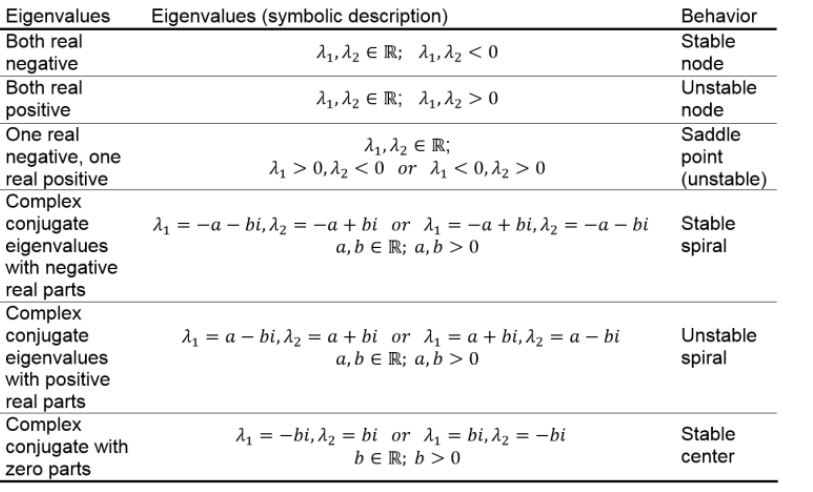 Eigenvalues Eigenvalues (symbolic description) Behavior
Both real
negative
λ₁, λ₂ ∈ ℝ; λ₁, λ₂ < 0
Stable
node
Both real
positive
λ₁, λ₂ ∈ ℝ; λ₁, λ₂ > 0
Unstable
node
One real
negative, one
real positive
λ₁, λ₂ ∈ ℝ;
λ₁ > 0, λ₂ < 0 or λ₁ < 0, λ₂ > 0
Saddle
point
(unstable)
Complex
conjugate
eigenvalues
with negative
real parts
λ₁ = −a − bi, λ₂ = −a + bi or λ₁ = −a + bi, λ₂ = −a − bi
a, b ∈ ℝ; a, b > 0
Stable
spiral
Complex
conjugate
eigenvalues
with positive
real parts
λ₁ = a − bi, λ₂ = a + bi or λ₁ = a + bi, λ₂ = a − bi
a, b ∈ ℝ; a, b > 0
Unstable
spiral
Complex
conjugate with
zero parts
λ₁ = −bi, λ₂ = bi or λ₁ = bi, λ₂ = −bi
b ∈ ℝ; b > 0
Stable
center